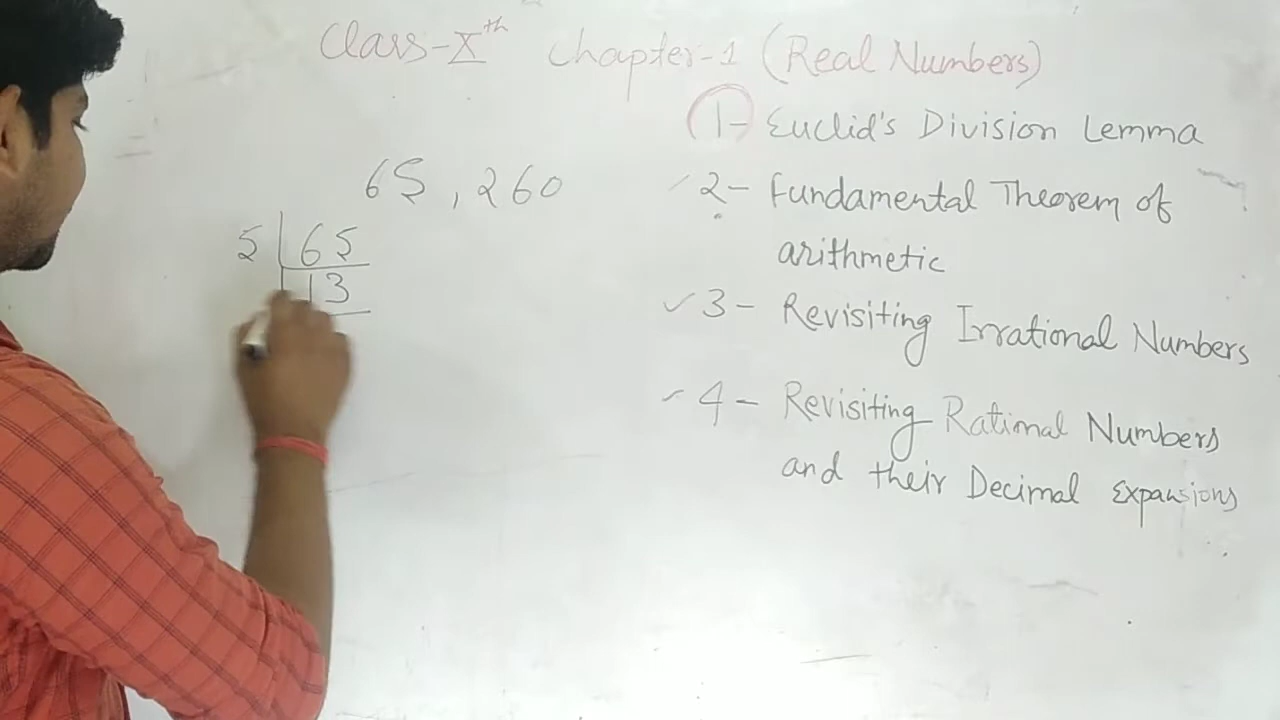 Class-Xth Chapter-1 (Real Numbers)
1- Euclid's Division Lemma
2- Fundamental Theorem of
arithmetic
3- Revisiting Irrational Numbers
4- Revisiting Rational Numbers
and their Decimal Expansions
65, 260
5 | 65
13